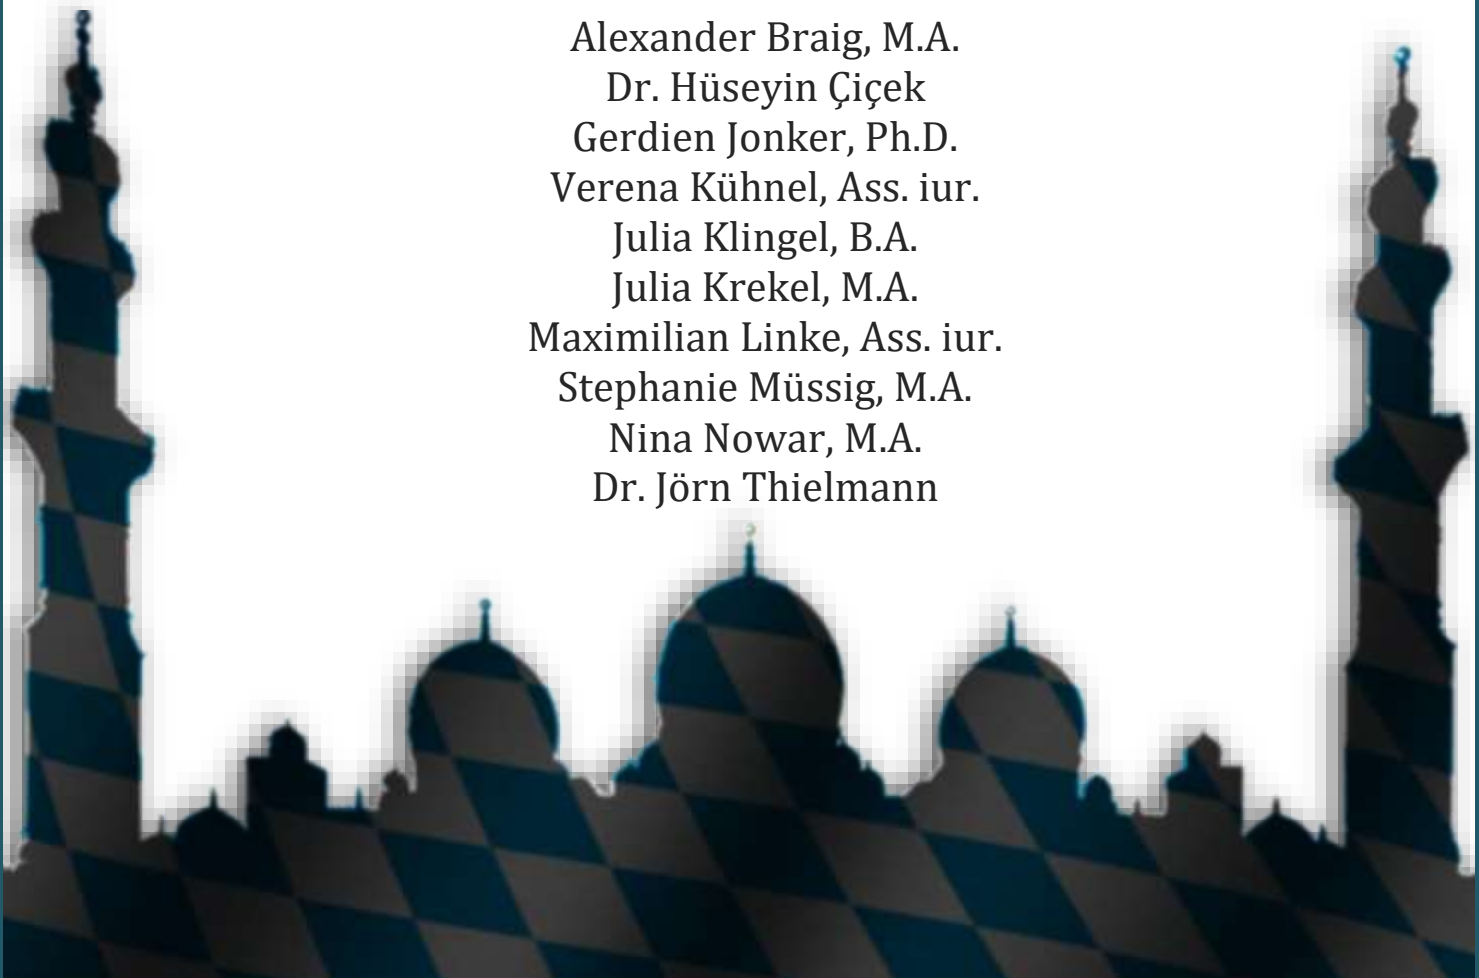 Alexander Braig, M.A.
Dr. Hüseyin Çiçek
Gerdien Jonker, Ph.D.
Verena Kühnel, Ass. iur.
Julia Klingel, B.A.
Julia Krekel, M.A.
Maximilian Linke, Ass. iur.
Stephanie Müssig, M.A.
Nina Nowar, M.A.
Dr. Jörn Thielmann